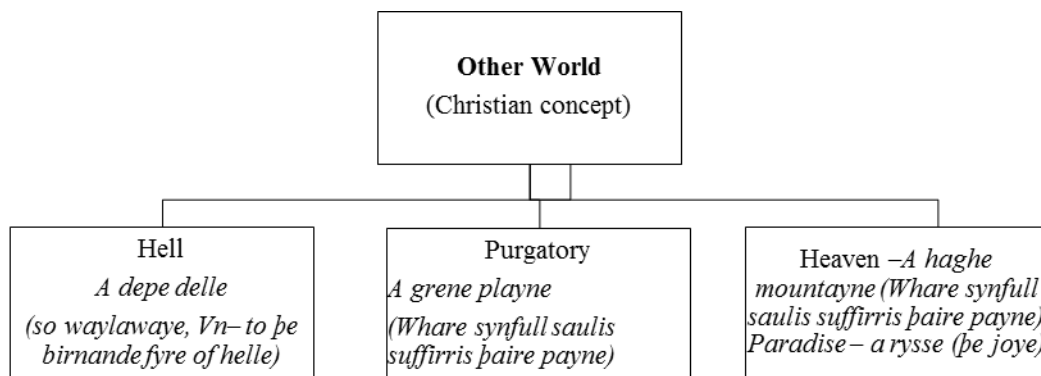 Other World
(Christian concept)
Hell
A depe delle
(so waylawaye, Vn– to þe
birnande fyre of helle)
Purgatory
A grene playne
(Whare synfull saulis
suffirris þaire payne)
Heaven –A haghe
mountayne (Whare synfull
saulis suffirris þaire payne)
Paradise – a rysse (þe joye)